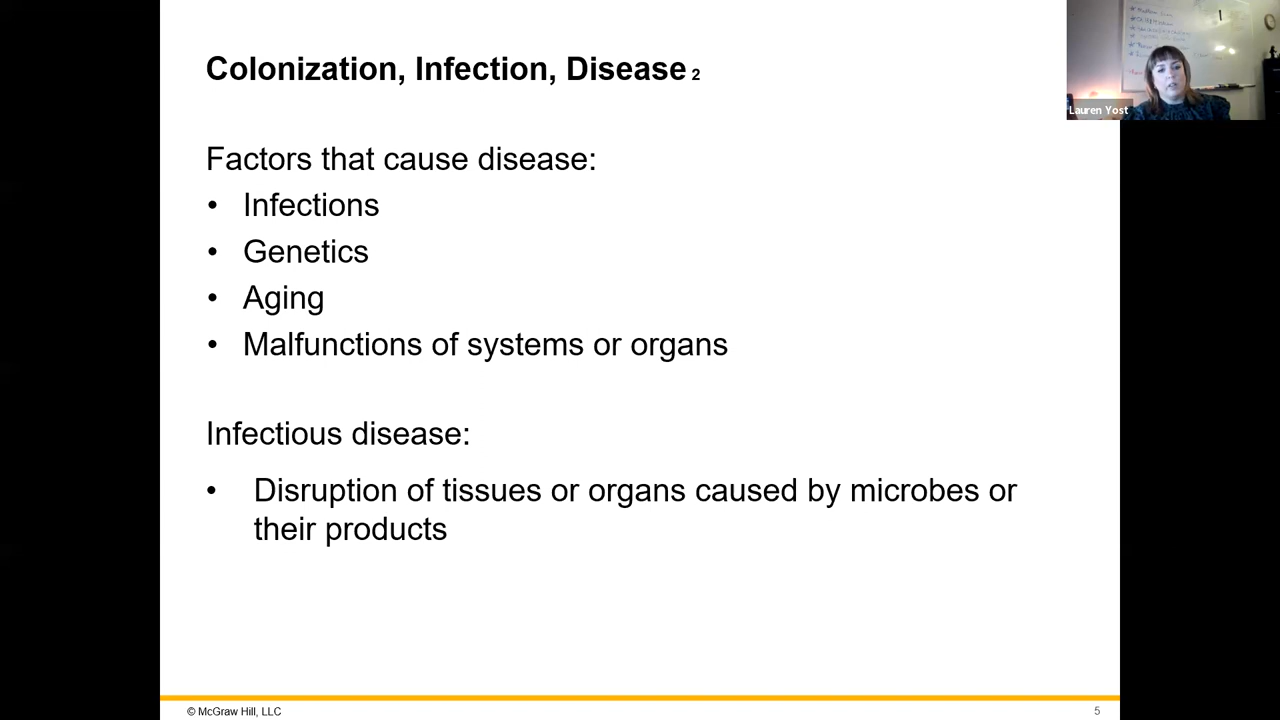 Colonization, Infection, Disease 2
Lauren Yost
Factors that cause disease:
• Infections
• Genetics
• Aging
• Malfunctions of systems or organs
Infectious disease:
• Disruption of tissues or organs caused by microbes or
their products
© McGraw Hill, LLC
5